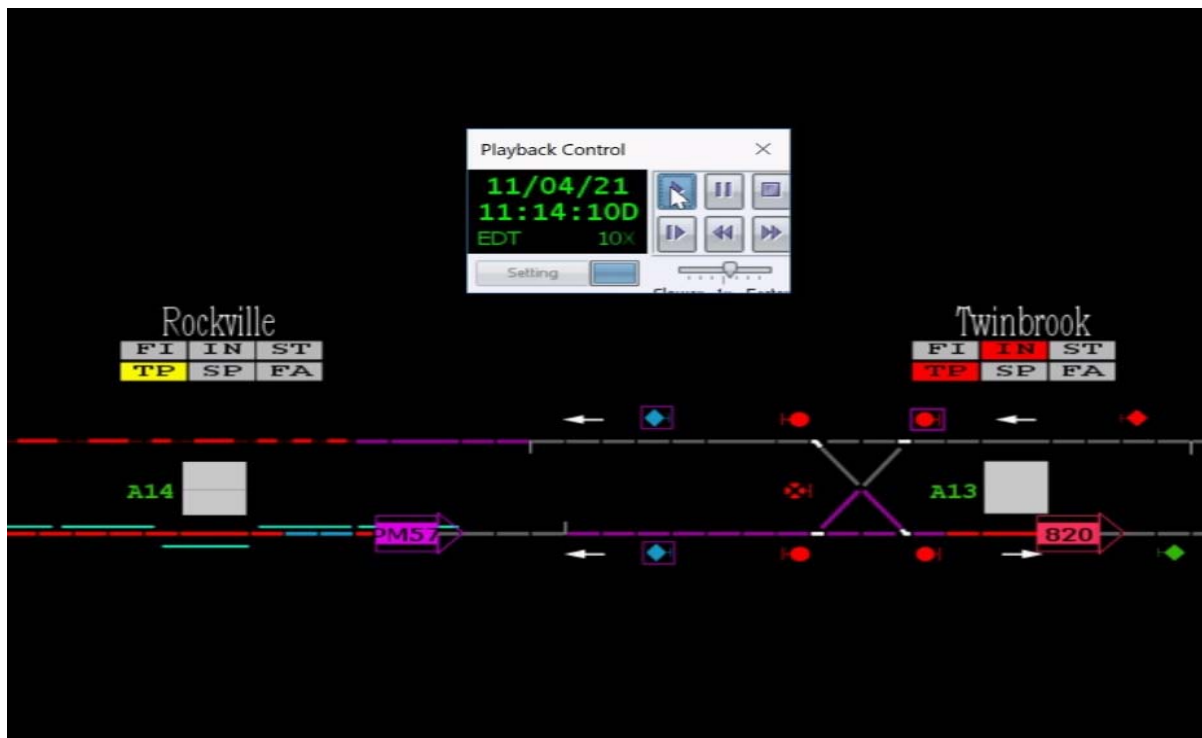 Playback Control
11/04/21
11:14:10D
EDT 10X
Setting
Rockville
FI IN ST
TP SP FA
Twinbrook
FI IN ST
TP SP FA
A14
A13
PM57
820